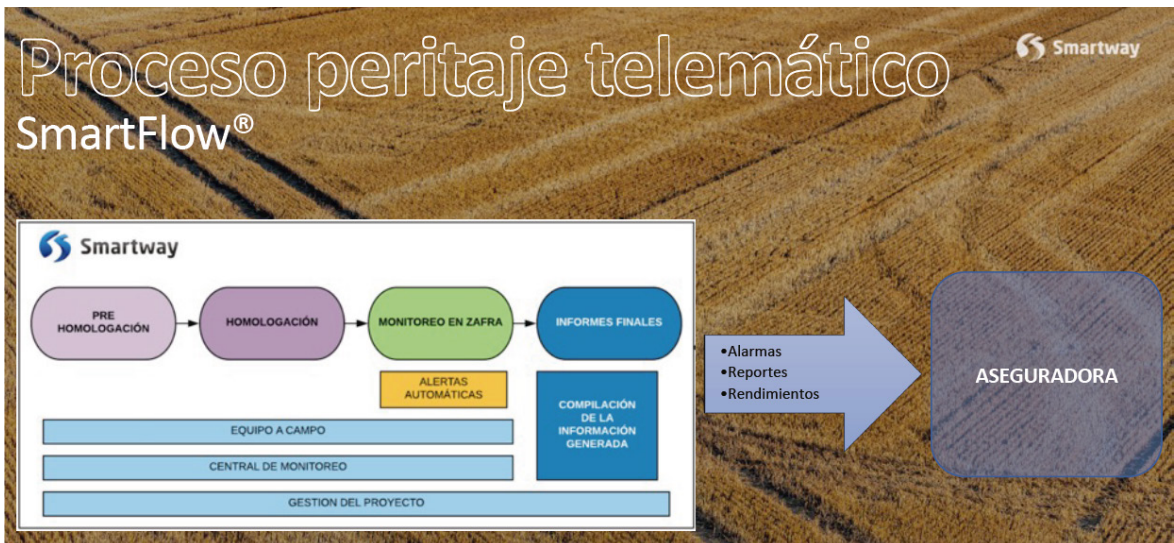 Proceso peritaje telemático
Smartway
SmartFlow®
Smartway
PRE
HOMOLOGACIÓN
HOMOLOGACIÓN
MONITOREO EN ZAFRA
INFORMES FINALES
ALERTAS
AUTOMÁTICAS
COMPILACIÓN
DE LA
INFORMACIÓN
GENERADA
EQUIPO A CAMPO
CENTRAL DE MONITOREO
GESTION DEL PROYECTO
•Alarmas
•Reportes
•Rendimientos
ASEGURADORA